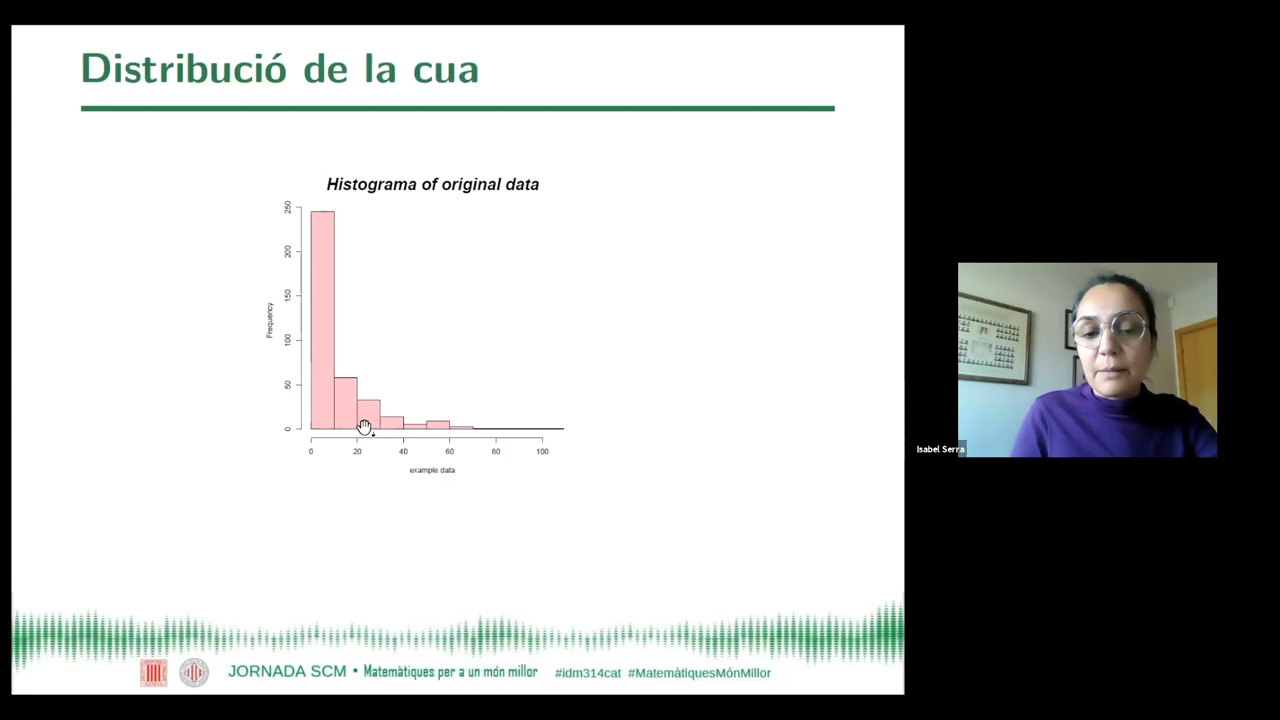 Distribució de la cua
Histograma of original data
250
200
150
100
50
0
Frequency
0 20 40 60 80 100
example data
Isabel Serra
JORNADA SCM • Matemàtiques per a un món millor #idm314cat #MatemàtiquesMónMillor